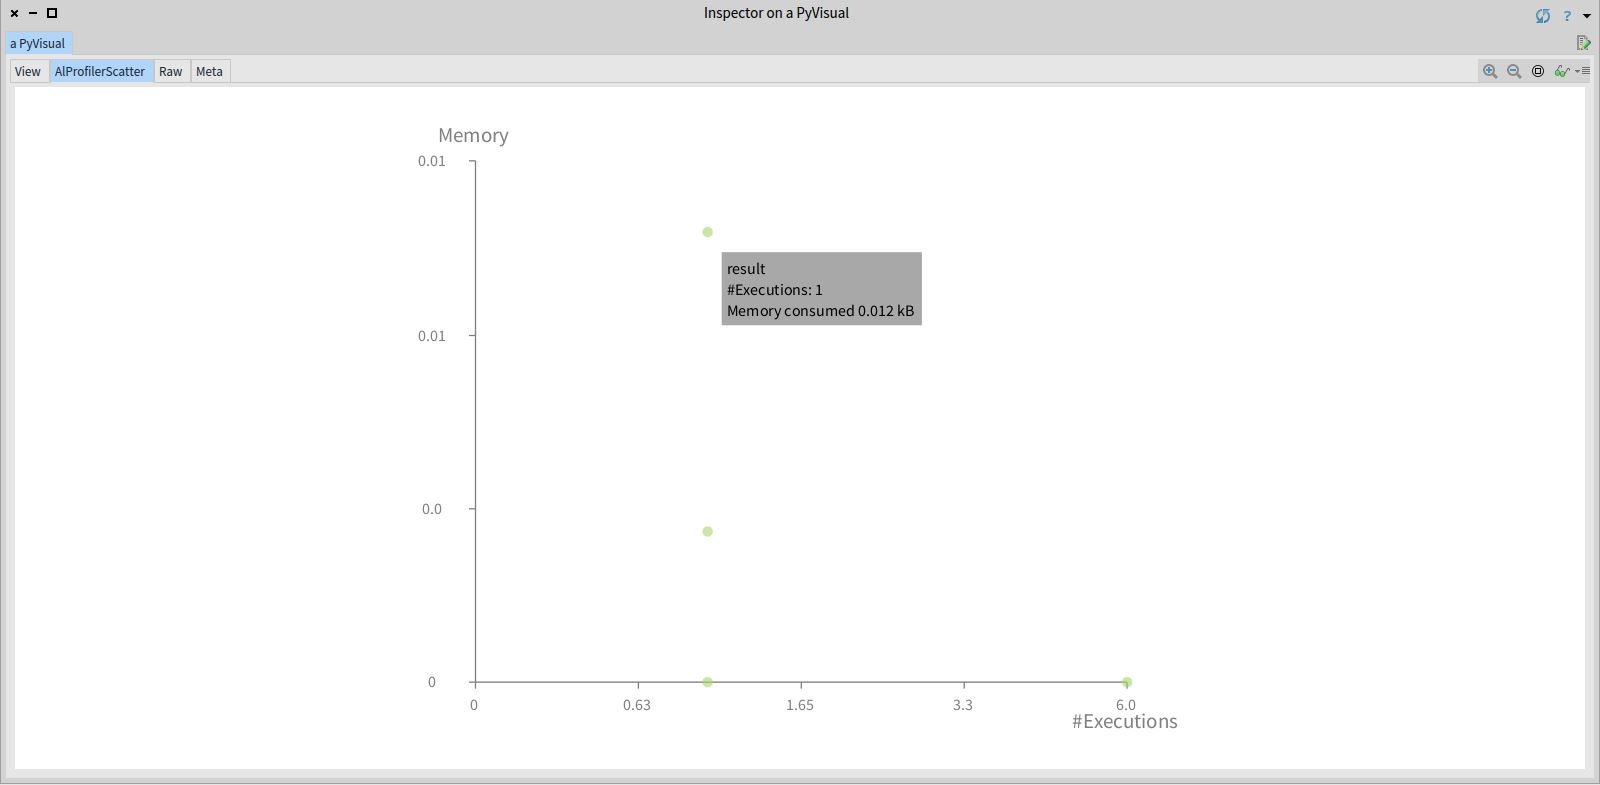 Inspector on a PyVisual
?
a PyVisual
View AlProfilerScatter Raw Meta
Memory
0.01
result
#Executions: 1
Memory consumed 0.012 kB
0.01
0.0
0
0 0.63 1.65 3.3 6.0
#Executions